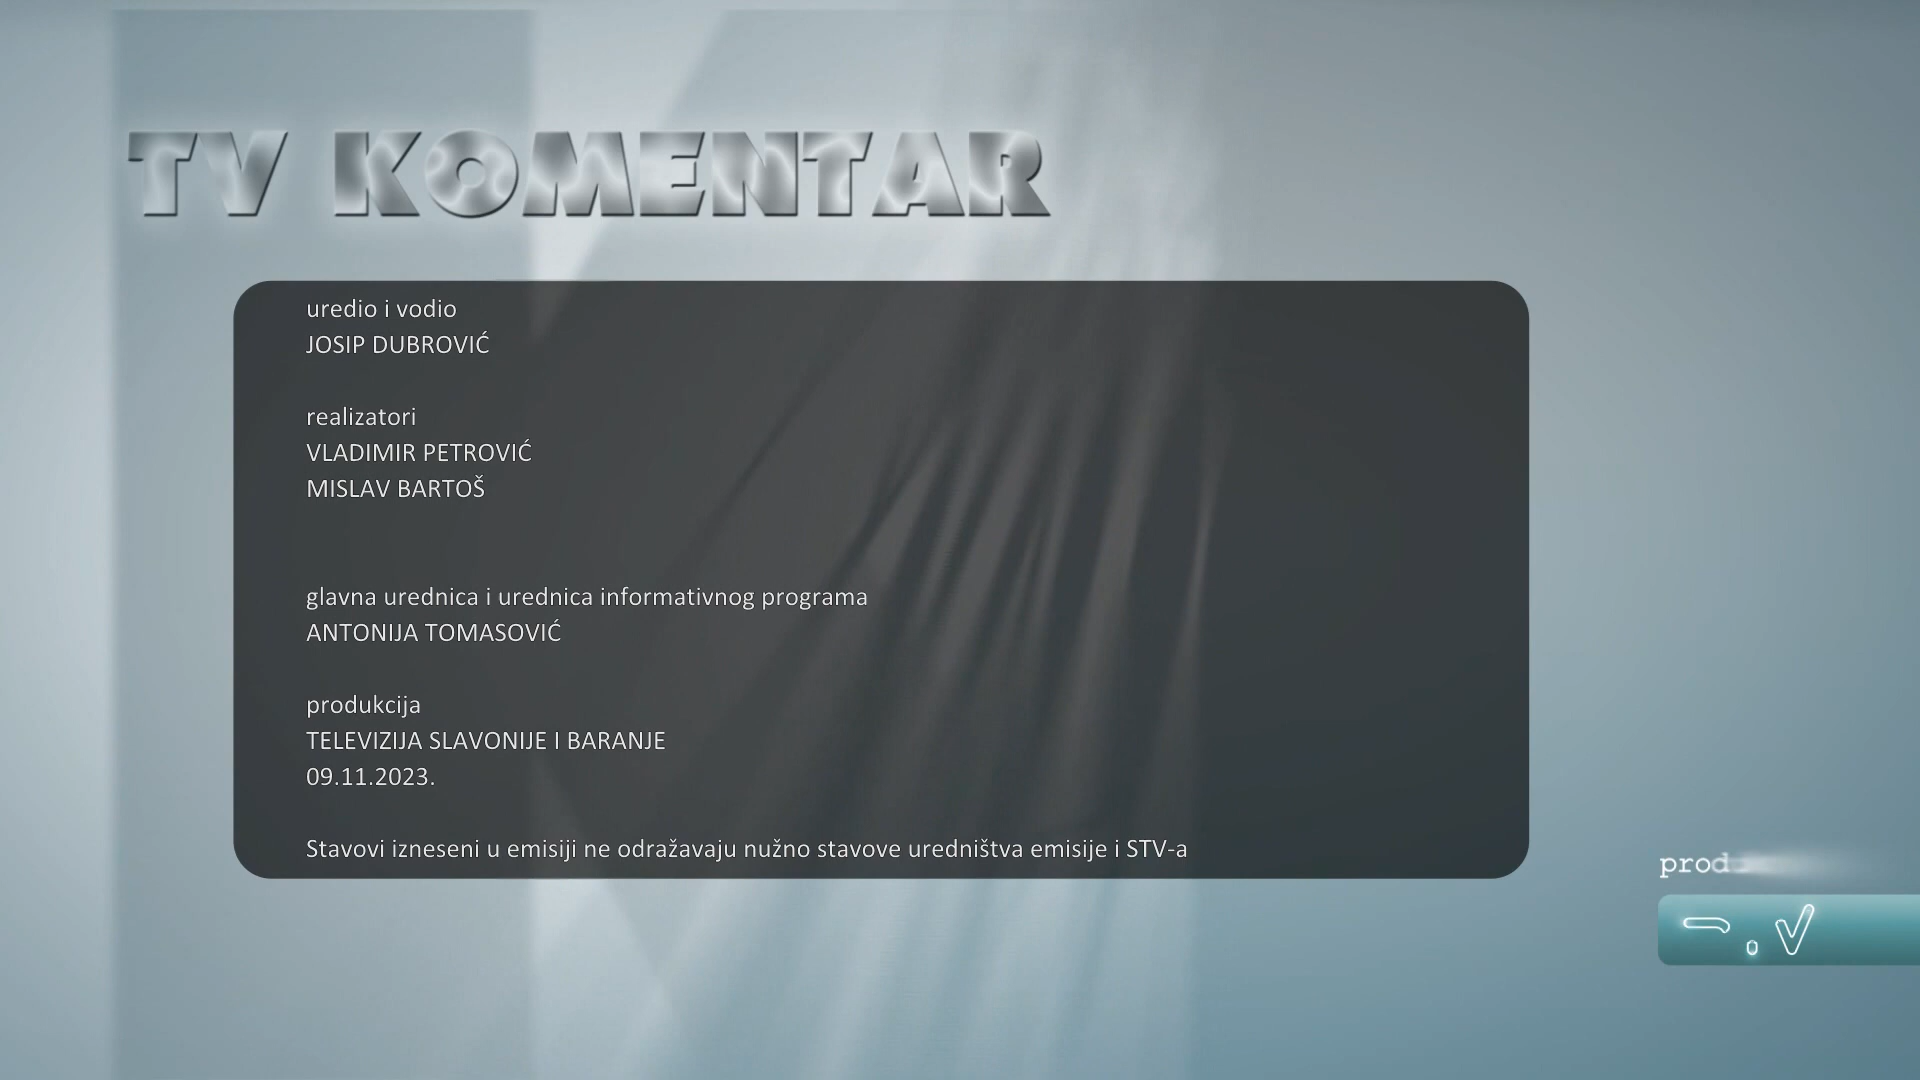 TV KOMENTAR
uredio i vodio
JOSIP DUBROVIĆ
realizatori
VLADIMIR PETROVIĆ
MISLAV BARTOŠ
glavna urednica i urednica informativnog programa
ANTONIJA TOMASOVIĆ
produkcija
TELEVIZIJA SLAVONIJE I BARANJE
09.11.2023.
Stavovi izneseni u emisiji ne odražavaju nužno stavove uredništva emisije i STV-a